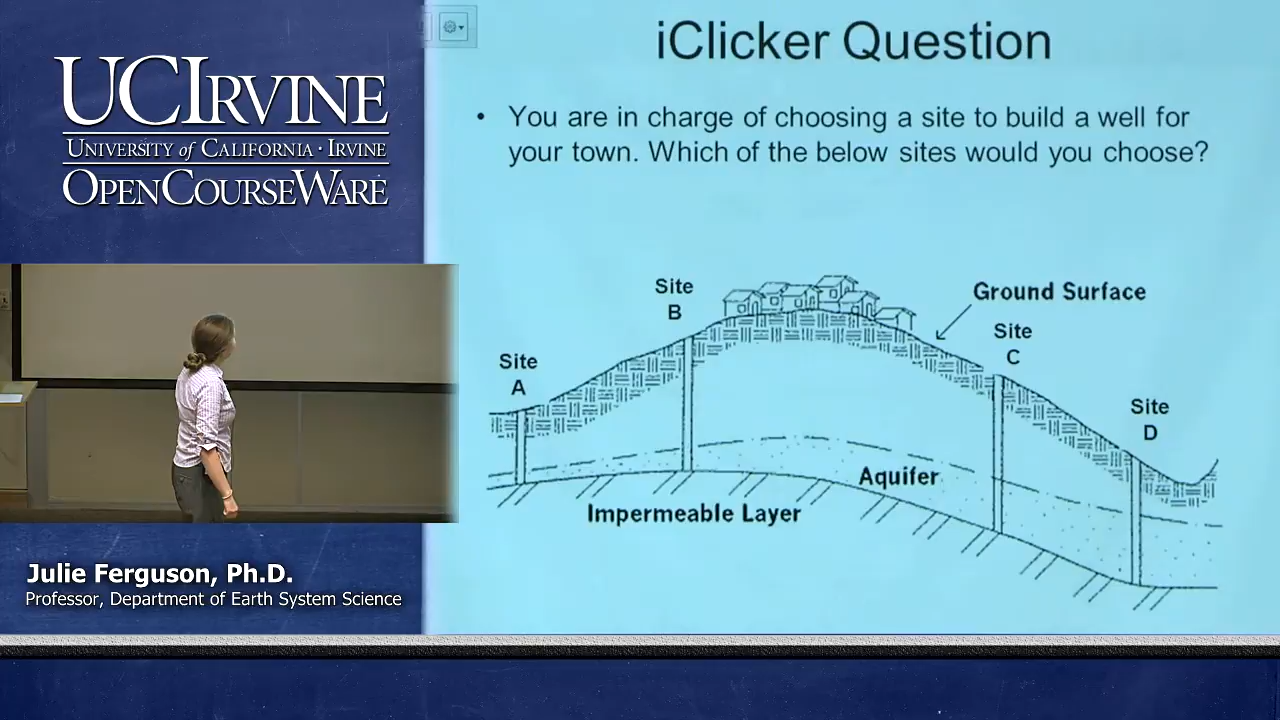 UCIRVINE
UNIVERSITY of CALIFORNIA · IRVINE
OPENCOURSEWARE
iClicker Question
• You are in charge of choosing a site to build a well for
your town. Which of the below sites would you choose?
Site
B
Ground Surface
Site
C
Site
A
Site
D
Aquifer
Impermeable Layer
Julie Ferguson, Ph.D.
Professor, Department of Earth System Science